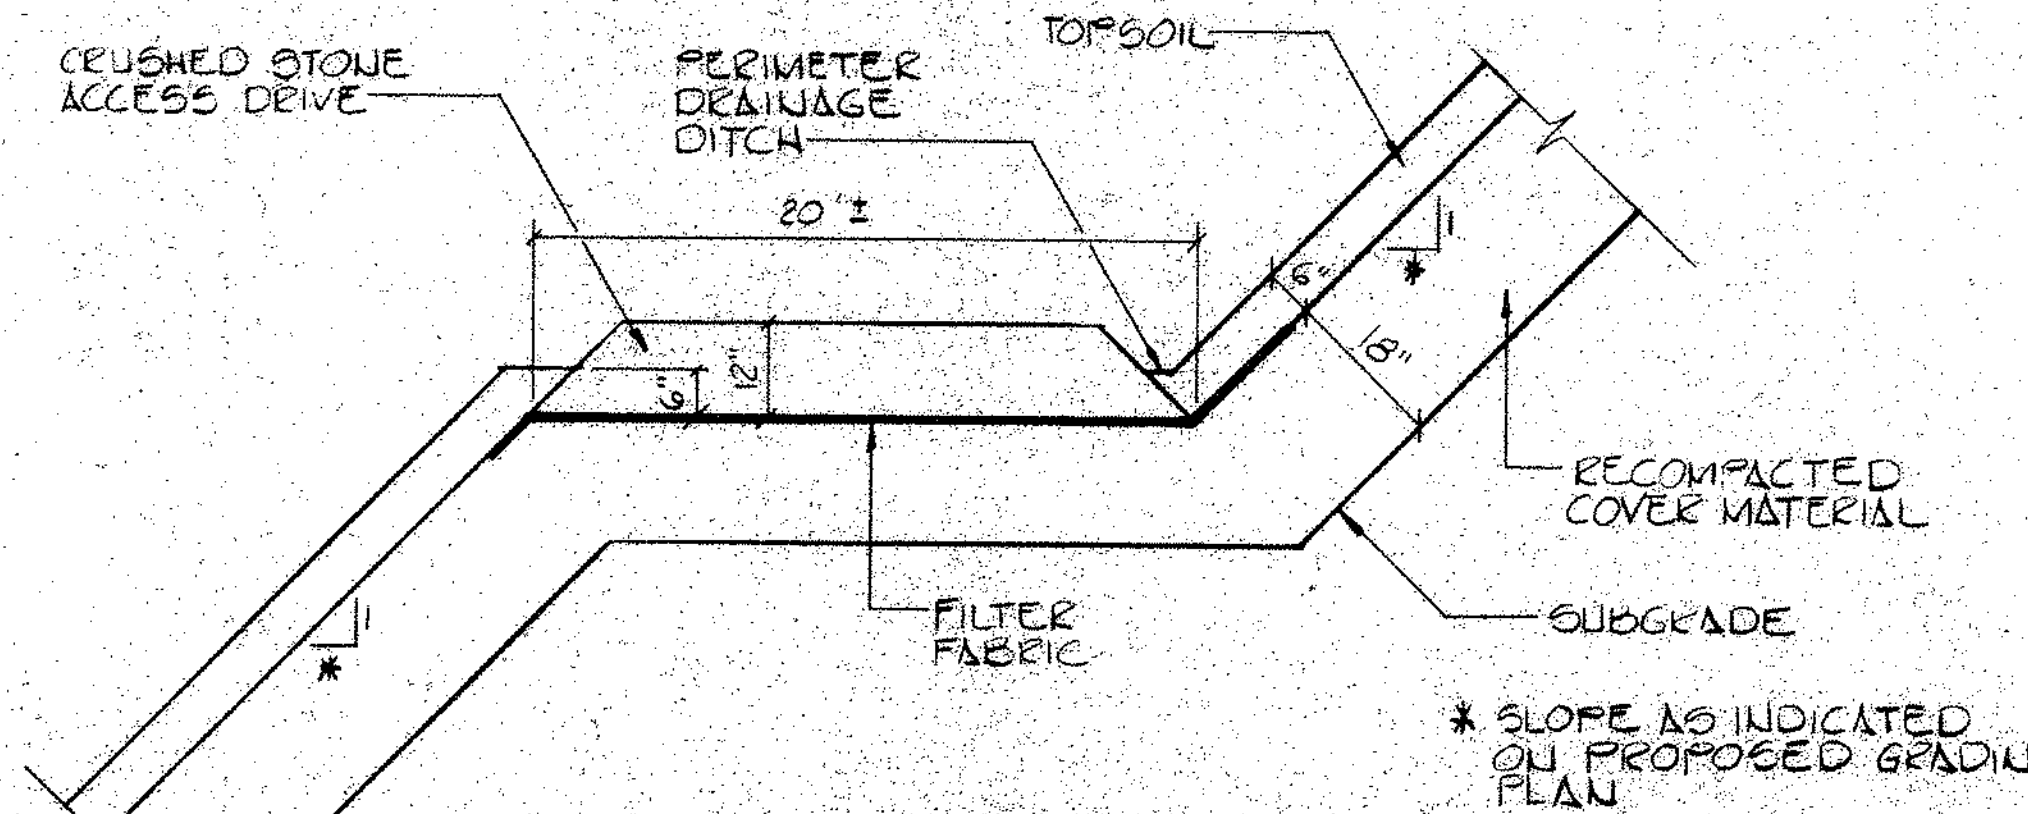 CRUSHED STONE
ACCESS DRIVE
PERIMETER
DRAINAGE
DITCH
TOPSOIL
20' ±
6"
12"
6"
18"
1
*
1
*
RECOMPACTED
COVER MATERIAL
FILTER
FABRIC
SUBGRADE
* SLOPE AS INDICATED
ON PROPOSED GRADIN
PLAN